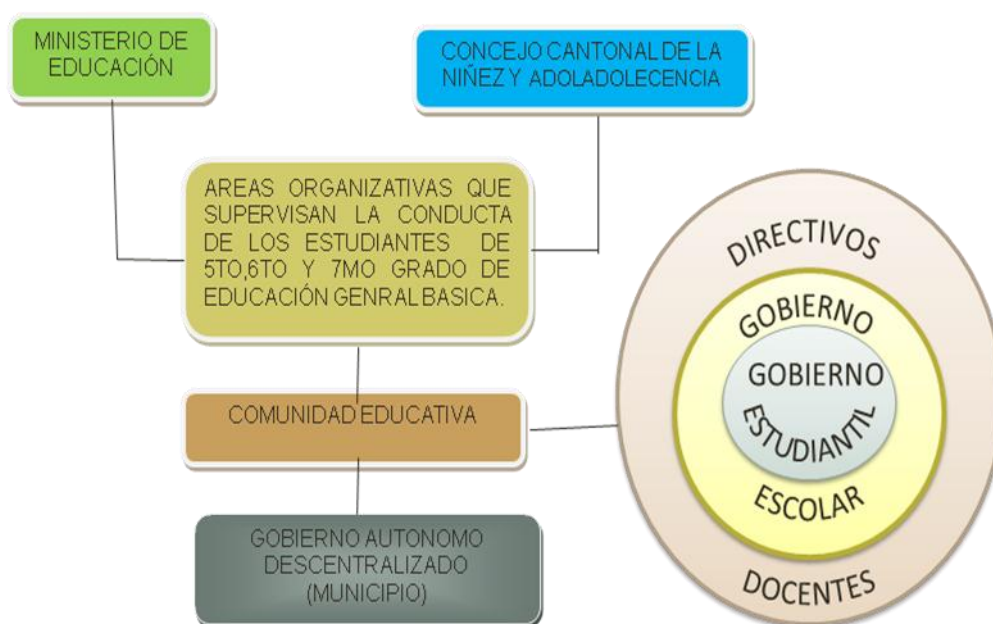 MINISTERIO DE
EDUCACIÓN
CONCEJO CANTONAL DE LA
NIÑEZ Y ADOLADOLECENCIA
AREAS ORGANIZATIVAS QUE
SUPERVISAN LA CONDUCTA
DE LOS ESTUDIANTES DE
5TO,6TO Y 7MO GRADO DE
EDUCACIÓN GENRAL BASICA.
COMUNIDAD EDUCATIVA
GOBIERNO AUTONOMO
DESCENTRALIZADO
(MUNICIPIO)
DIRECTIVOS
GOBIERNO
GOBIERNO
ESTUDIANTIL
ESCOLAR
DOCENTES